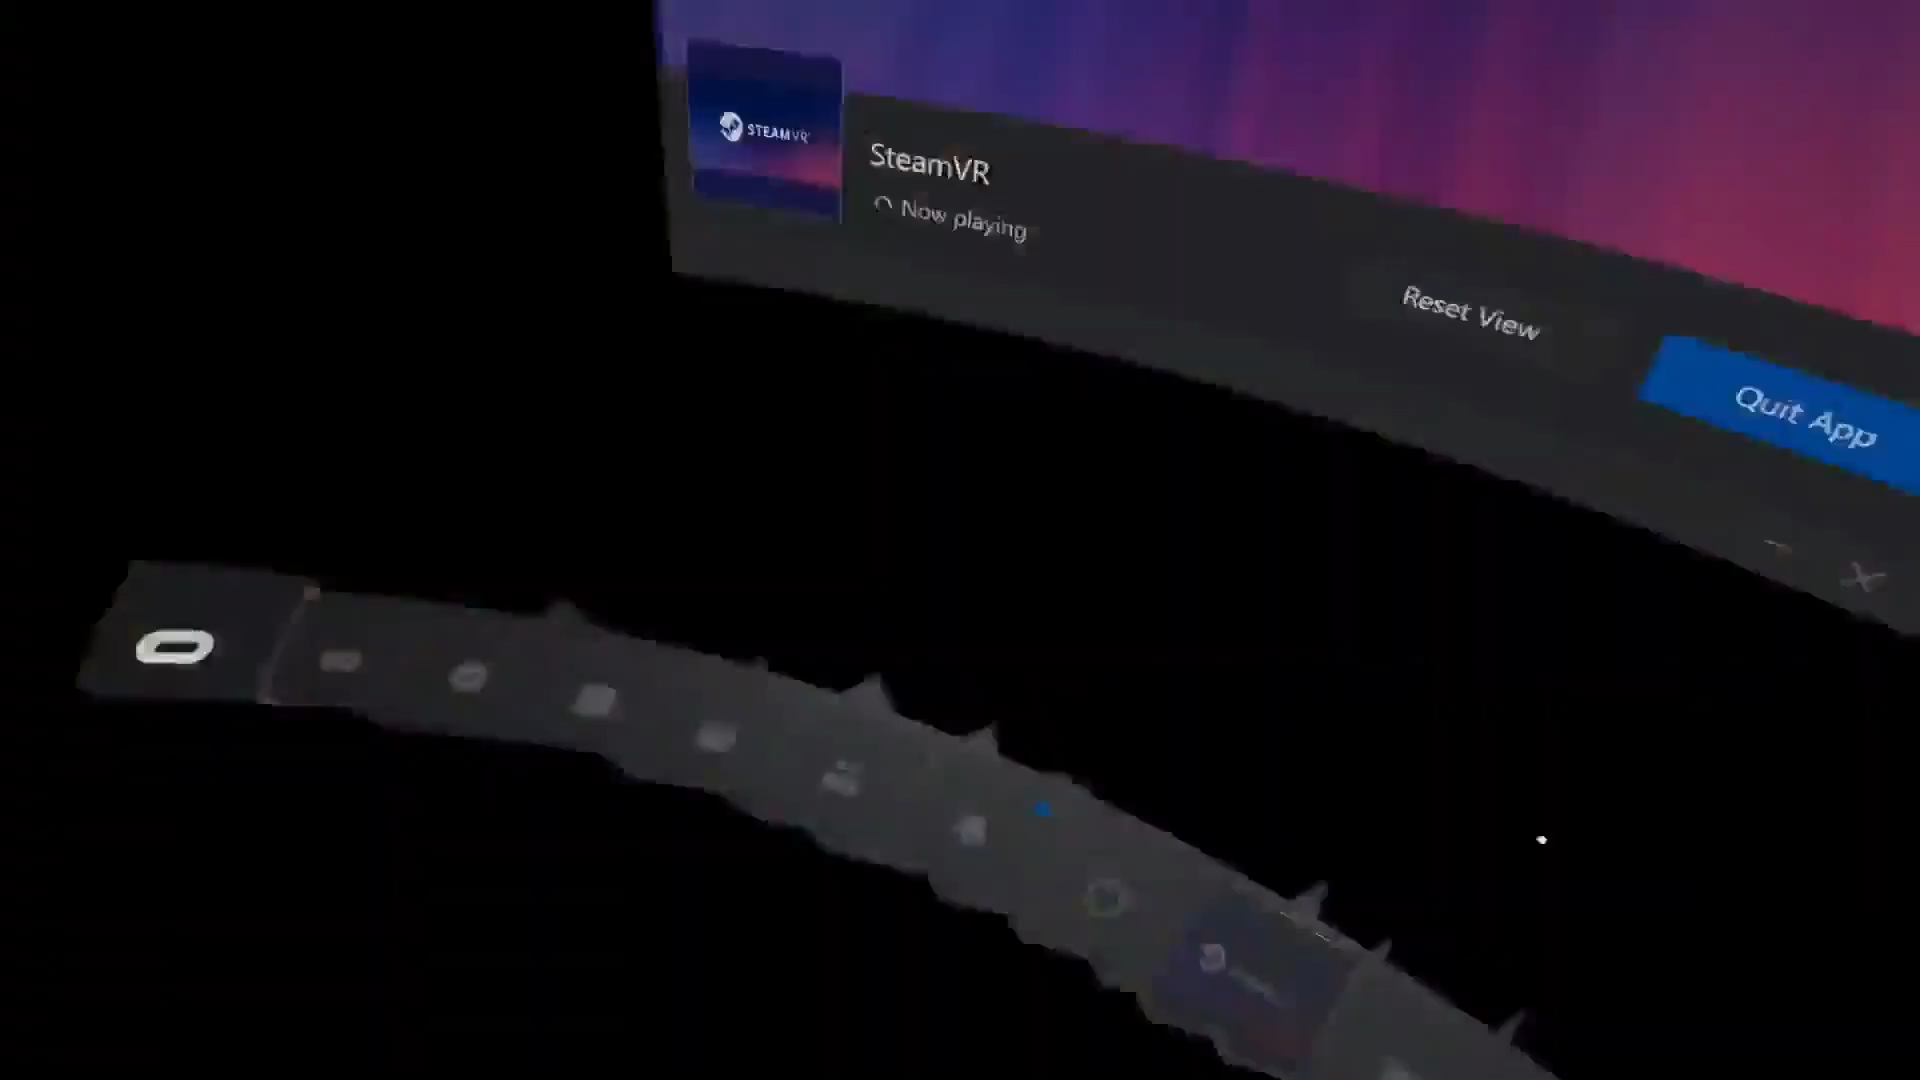 STEAMVR
SteamVR
Now playing
Reset View
Quit App